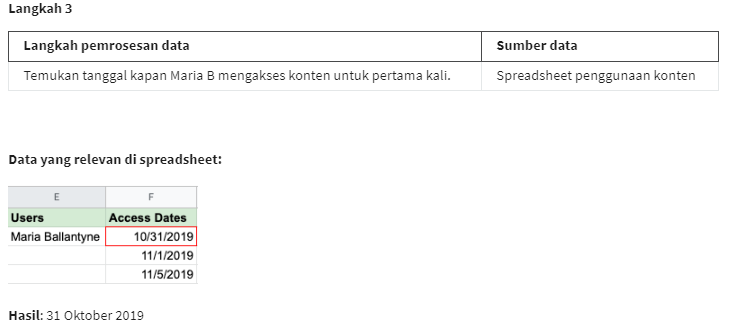 Langkah 3
Langkah pemrosesan data Sumber data
Temukan tanggal kapan Maria B mengakses konten untuk pertama kali. Spreadsheet penggunaan konten
Data yang relevan di spreadsheet:
E F
Users Access Dates
Maria Ballantyne 10/31/2019
11/1/2019
11/5/2019
Hasil: 31 Oktober 2019